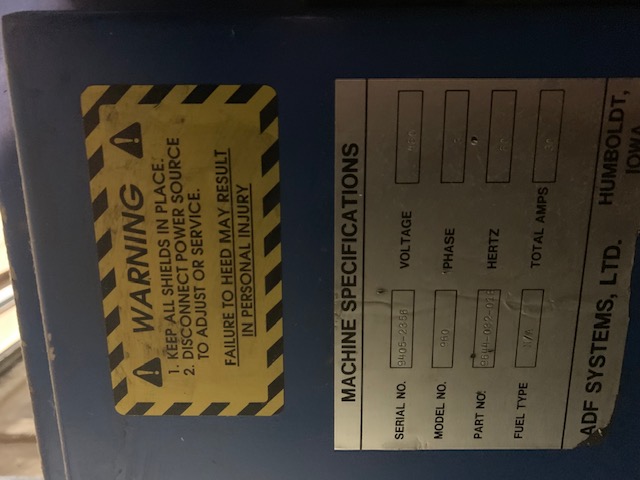 WARNING
1. KEEP ALL SHIELDS IN PLACE.
2. DISCONNECT POWER SOURCE
TO ADJUST OR SERVICE.
FAILURE TO HEED MAY RESULT
IN PERSONAL INJURY
MACHINE SPECIFICATIONS
SERIAL NO. VOLTAGE
MODEL NO. 960 PHASE
PART NO. HERTZ
FUEL TYPE N/A TOTAL AMPS
ADF SYSTEMS, LTD. HUMBOLDT,
IOWA